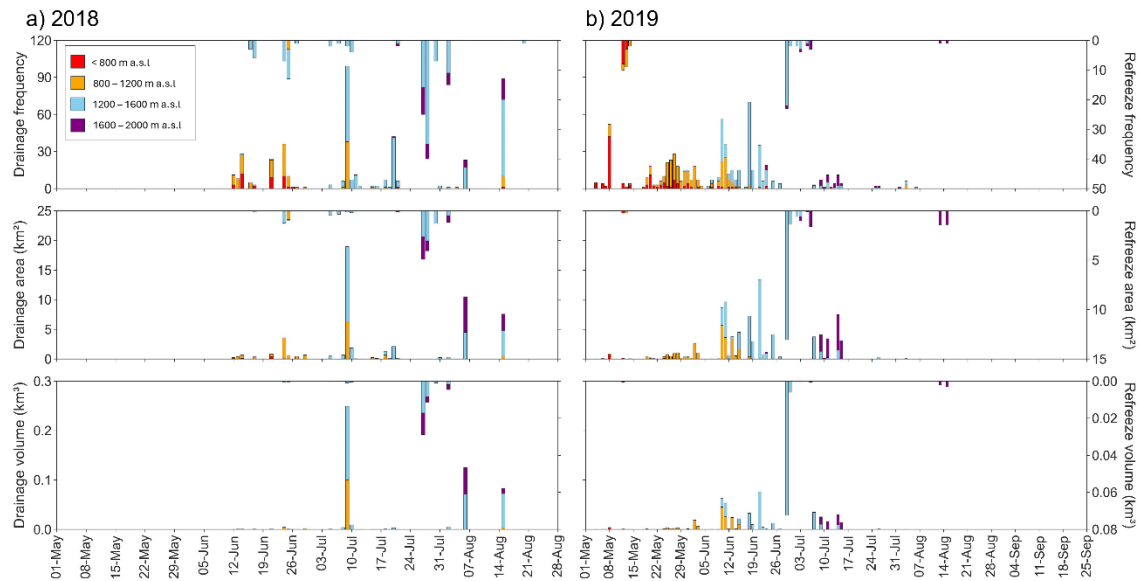 a) 2018
b) 2019
Drainage frequency
120
90
60
30
0
< 800 m a.s.l
800 – 1200 m a.s.l
1200 – 1600 m a.s.l
1600 – 2000 m a.s.l
0
10
20
30
40
50
Refreeze frequency
Drainage area (km²)
25
20
15
10
5
0
0
5
10
15
Refreeze area (km²)
Drainage volume (km³)
0.3
0.2
0.1
0.0
0.00
0.02
0.04
0.06
0.08
Refreeze volume (km³)
01-May
08-May
15-May
22-May
29-May
05-Jun
12-Jun
19-Jun
26-Jun
03-Jul
10-Jul
17-Jul
24-Jul
31-Jul
07-Aug
14-Aug
21-Aug
28-Aug
01-May
08-May
15-May
22-May
29-May
05-Jun
12-Jun
19-Jun
26-Jun
03-Jul
10-Jul
17-Jul
24-Jul
31-Jul
07-Aug
14-Aug
21-Aug
28-Aug
04-Sep
11-Sep
18-Sep
25-Sep